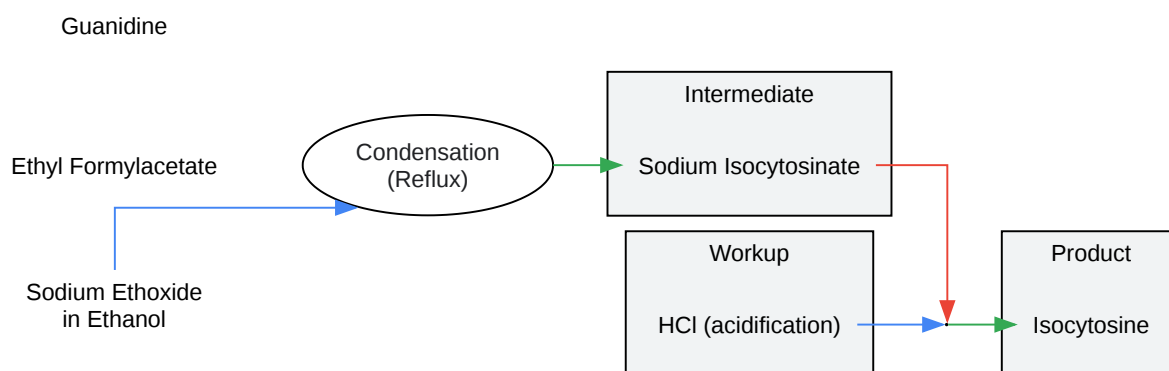 Guanidine
Intermediate
Ethyl Formylacetate
Condensation
(Reflux)
Sodium Isocytosinate
Workup
Product
Sodium Ethoxide
in Ethanol
HCl (acidification)
Isocytosine